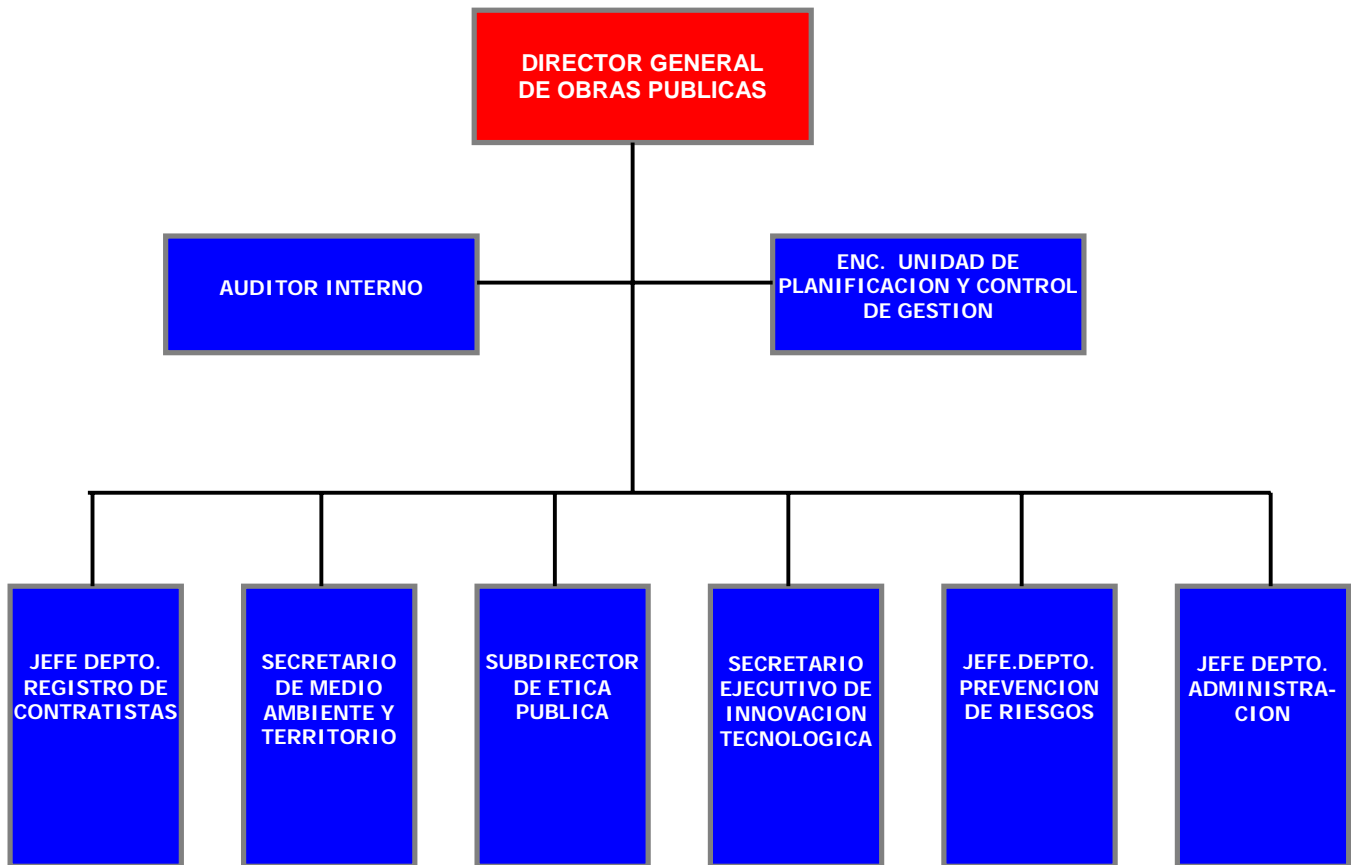 DIRECTOR GENERAL
DE OBRAS PUBLICAS
AUDITOR INTERNO
ENC. UNIDAD DE
PLANIFICACION Y CONTROL
DE GESTION
JEFE DEPTO.
REGISTRO DE
CONTRATISTAS
SECRETARIO
DE MEDIO
AMBIENTE Y
TERRITORIO
SUBDIRECTOR
DE ETICA
PUBLICA
SECRETARIO
EJECUTIVO DE
INNOVACION
TECNOLOGICA
JEFE.DEPTO.
PREVENCION
DE RIESGOS
JEFE DEPTO.
ADMINISTRA-
CION